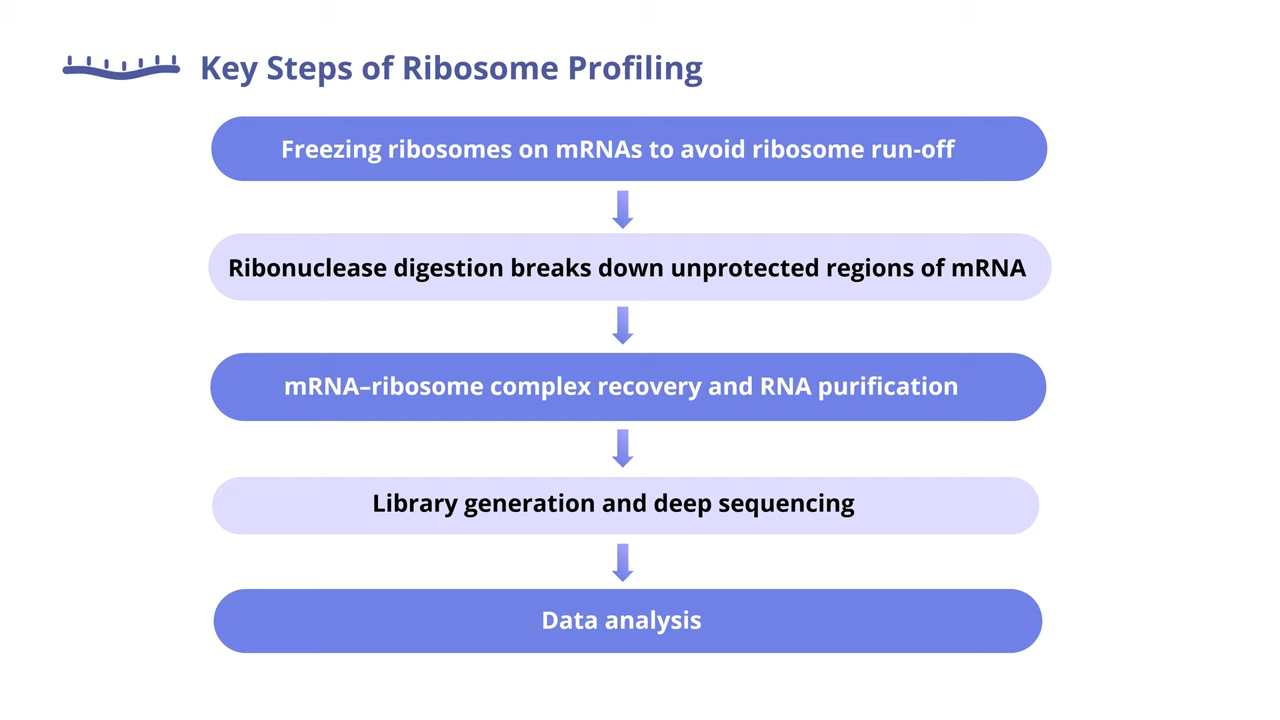 Key Steps of Ribosome Profiling
Freezing ribosomes on mRNAs to avoid ribosome run-off
Ribonuclease digestion breaks down unprotected regions of mRNA
mRNA–ribosome complex recovery and RNA purification
Library generation and deep sequencing
Data analysis